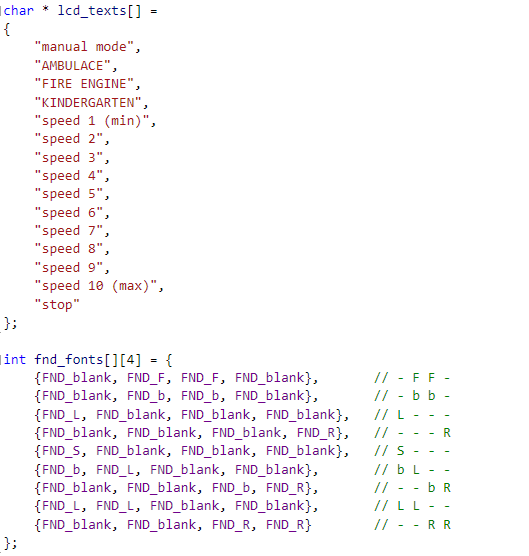 char * lcd_texts[] =
{
    "manual mode",
    "AMBULACE",
    "FIRE ENGINE",
    "KINDERGARTEN",
    "speed 1 (min)",
    "speed 2",
    "speed 3",
    "speed 4",
    "speed 5",
    "speed 6",
    "speed 7",
    "speed 8",
    "speed 9",
    "speed 10 (max)",
    "stop"
};

int fnd_fonts[][4] = {
    {FND_blank, FND_F, FND_F, FND_blank},       // - F F -
    {FND_blank, FND_b, FND_b, FND_blank},       // - b b -
    {FND_L, FND_blank, FND_blank, FND_blank},   // L - - -
    {FND_blank, FND_blank, FND_blank, FND_R},   // - - - R
    {FND_S, FND_blank, FND_blank, FND_blank},   // S - - -
    {FND_b, FND_L, FND_blank, FND_blank},       // b L - -
    {FND_blank, FND_blank, FND_b, FND_R},       // - - b R
    {FND_L, FND_L, FND_blank, FND_blank},       // L L - -
    {FND_blank, FND_blank, FND_R, FND_R}        // - - R R
};